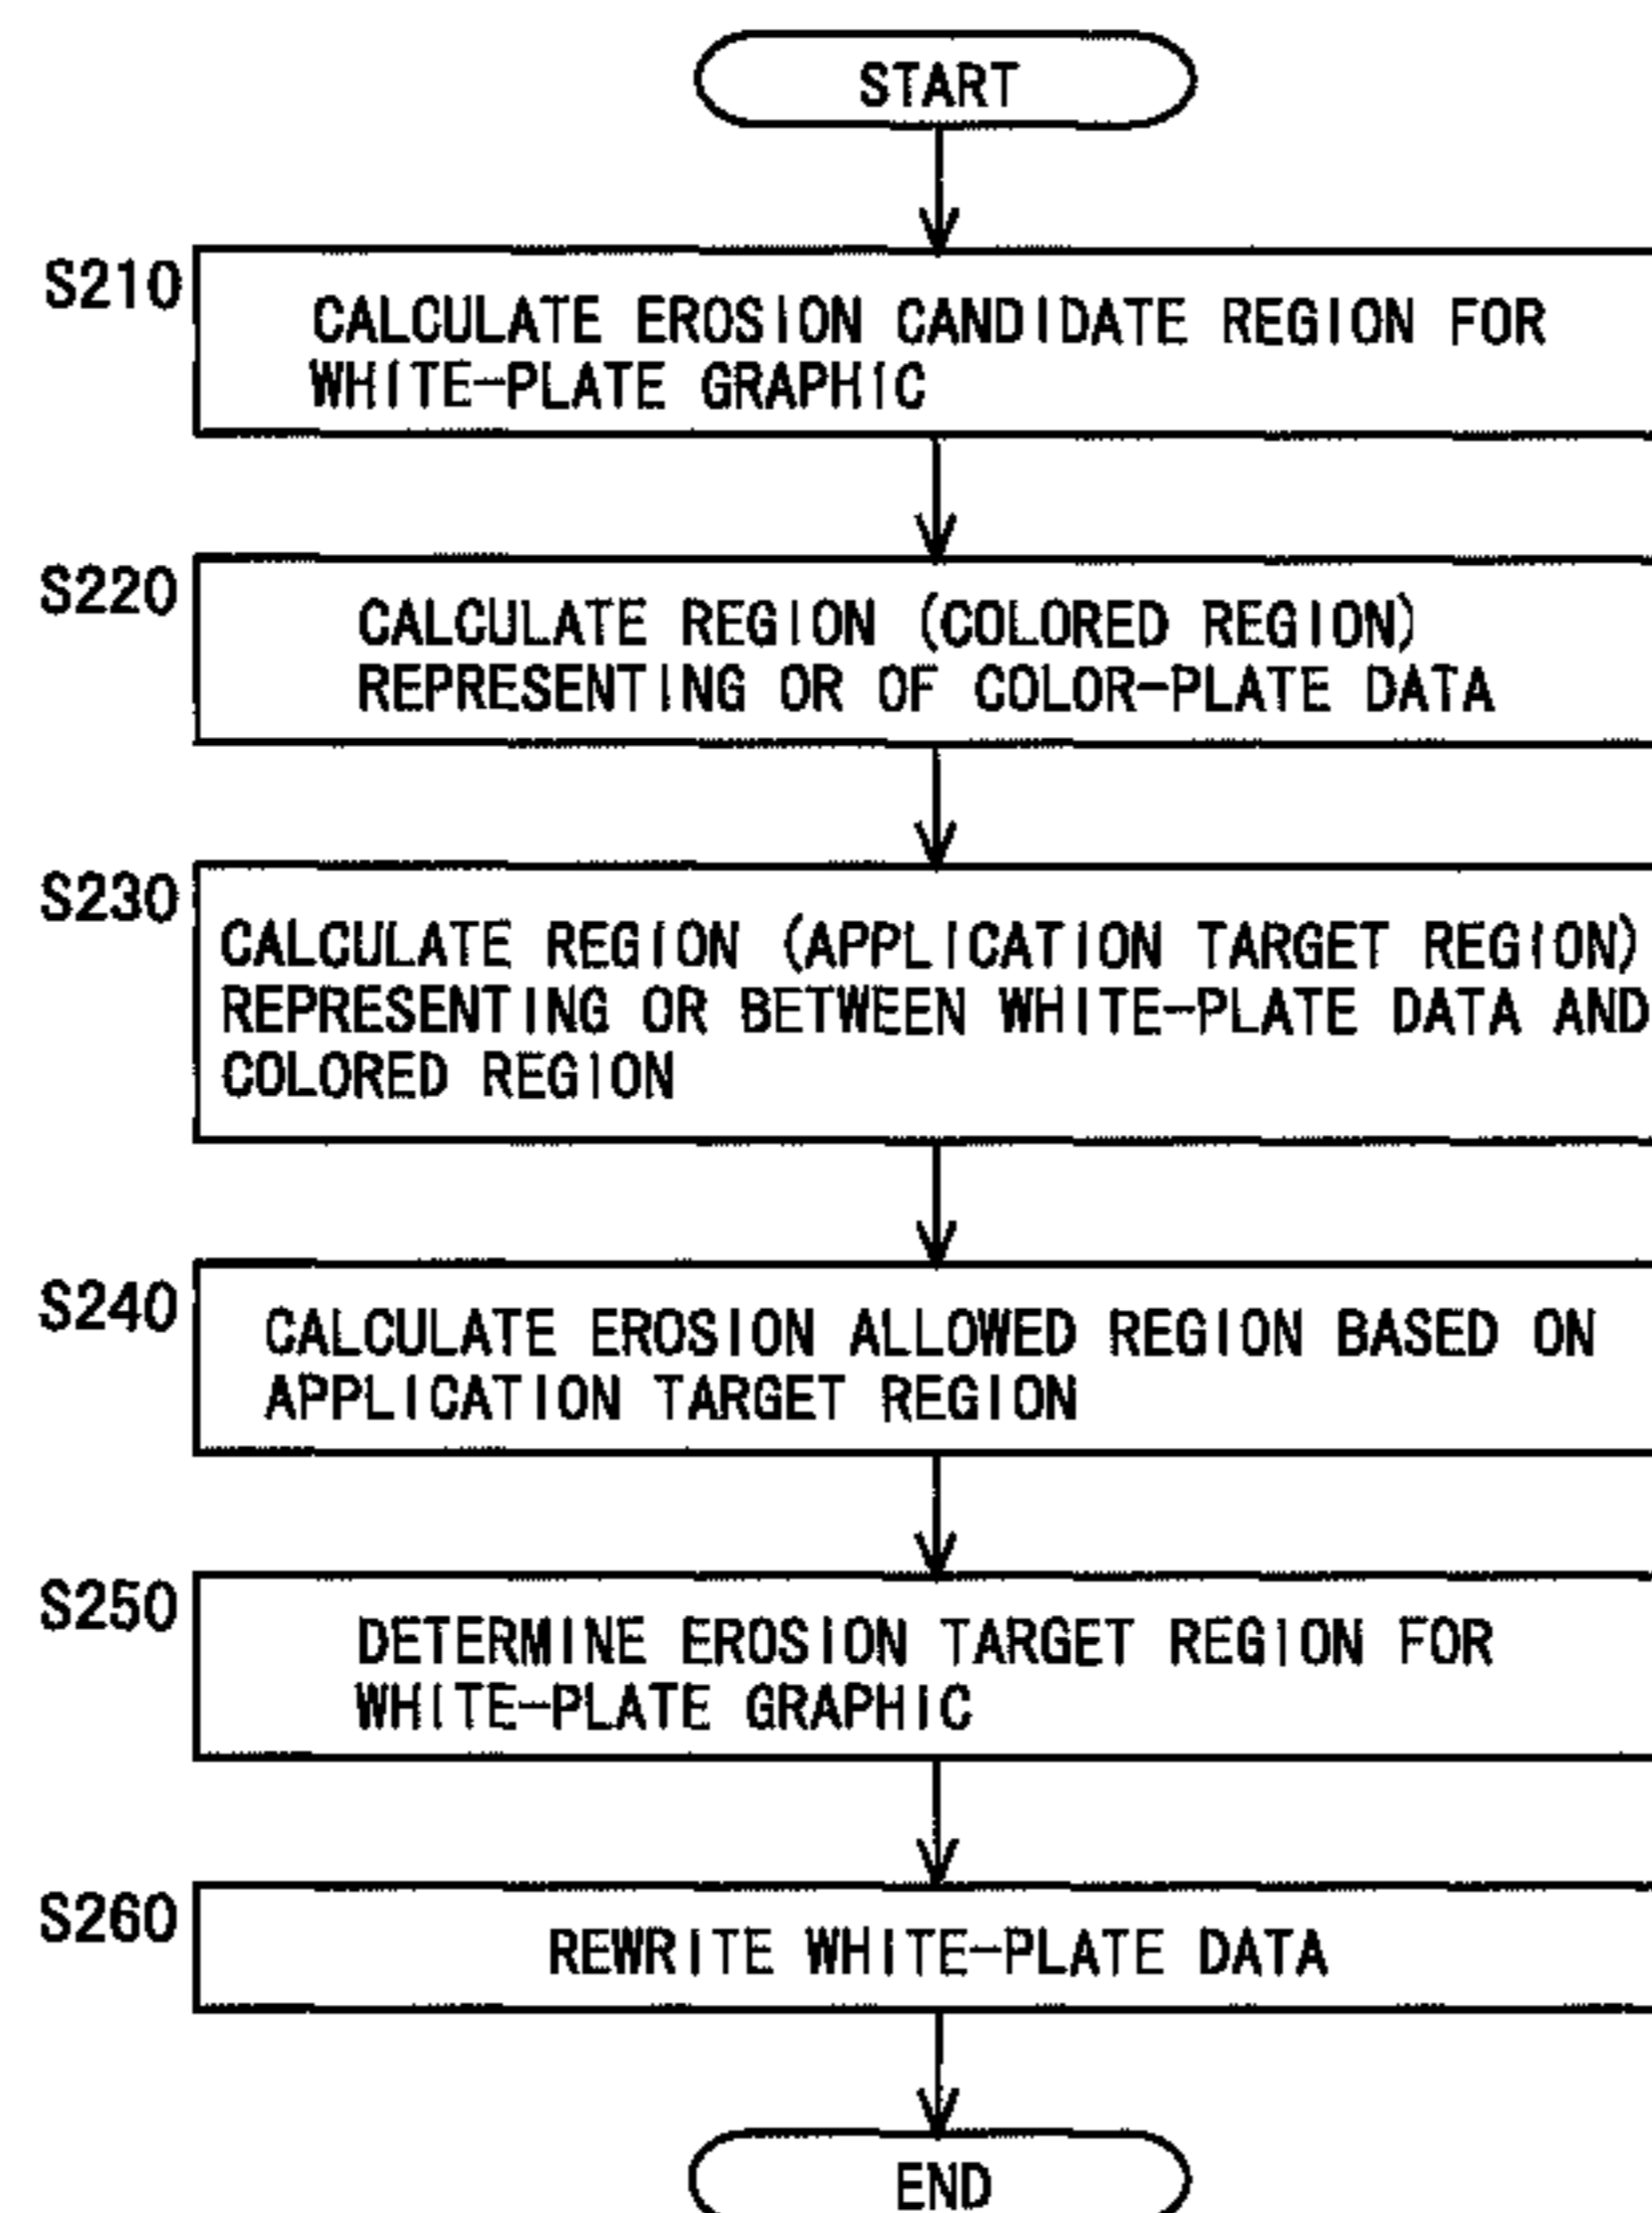 START
S210
CALCULATE EROSION CANDIDATE REGION FOR
WHITE-PLATE GRAPHIC
S220
CALCULATE REGION (COLORED REGION)
REPRESENTING OR OF COLOR-PLATE DATA
S230
CALCULATE REGION (APPLICATION TARGET REGION)
REPRESENTING OR BETWEEN WHITE-PLATE DATA AND
COLORED REGION
S240
CALCULATE EROSION ALLOWED REGION BASED ON
APPLICATION TARGET REGION
S250
DETERMINE EROSION TARGET REGION FOR
WHITE-PLATE GRAPHIC
S260
REWRITE WHITE-PLATE DATA
END